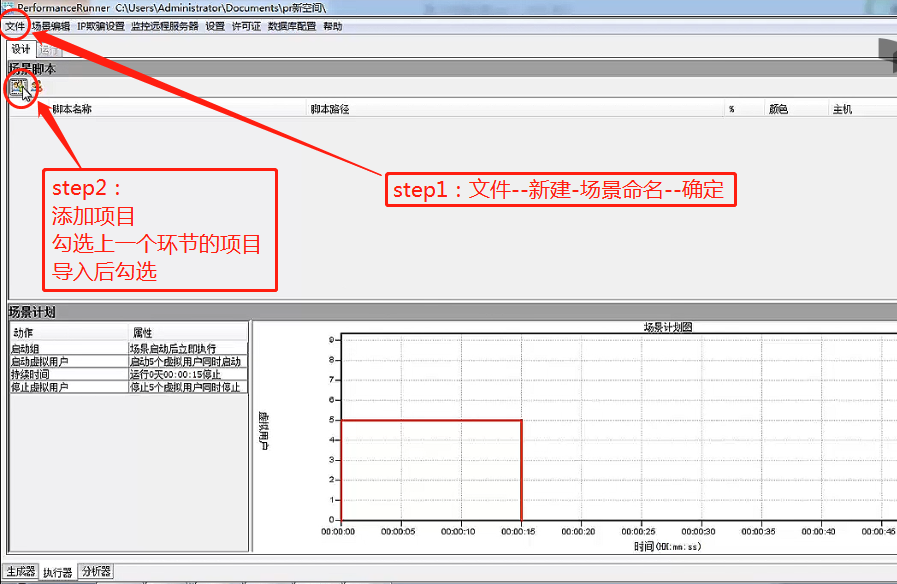 PerformanceRunner C:\Users\Administrator\Documents\pr新空间\
文件 场景编辑 IP欺骗设置 监控远程服务器 设置 许可证 数据库配置 帮助
设计 运行
场景脚本
脚本名称 脚本路径 % 颜色 主机
step1：文件--新建-场景命名--确定
step2：
添加项目
勾选上一个环节的项目
导入后勾选
场景计划
动作 属性
启动组 场景启动后立即执行
启动虚拟用户 启动5个虚拟用户同时启动
持续时间 运行0天00:00:15停止
停止虚拟用户 停止5个虚拟用户同时停止
场景计划图
虚拟用户
9
8
7
6
5
4
3
2
1
0
00:00:00 00:00:05 00:00:10 00:00:15 00:00:20 00:00:25 00:00:30 00:00:35 00:00:40 00:00:45
时间(HH:mm:ss)
生成器 执行器 分析器